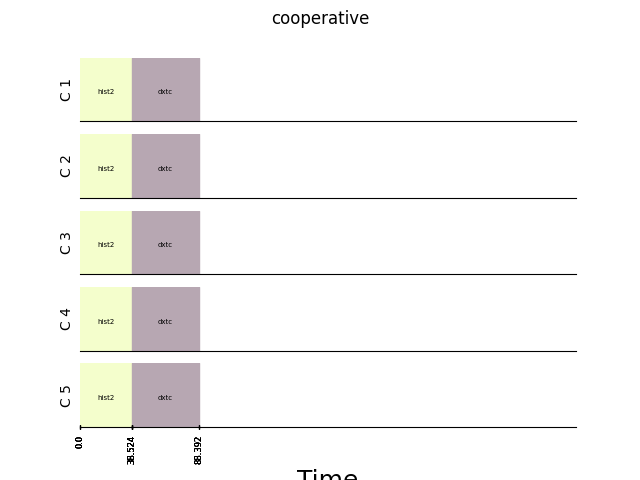 cooperative
C 1
hist2
dxtc
C 2
hist2
dxtc
C 3
hist2
dxtc
C 4
hist2
dxtc
C 5
hist2
dxtc
0.0
38.524
88.392
Time